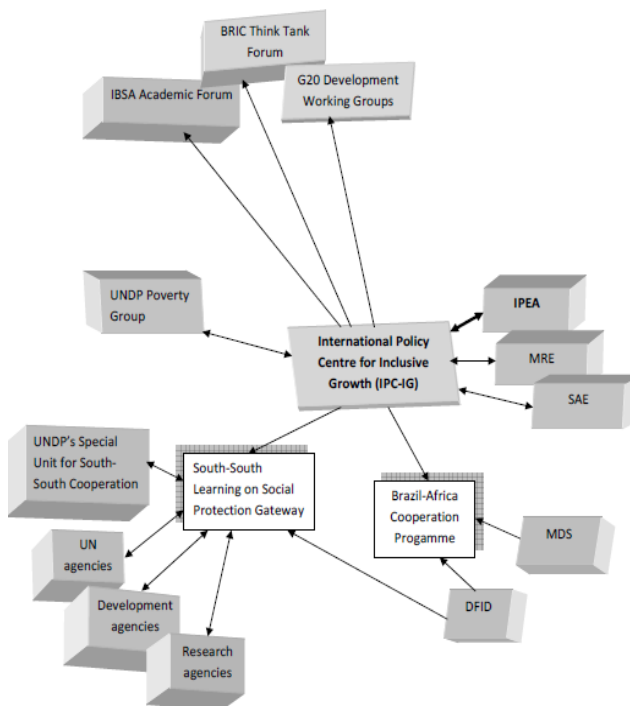 BRIC Think Tank
Forum
IBSA Academic Forum
G20 Development
Working Groups
UNDP Poverty
Group
International Policy
Centre for Inclusive
Growth (IPC-IG)
IPEA
MRE
SAE
UNDP's Special
Unit for South-
South Cooperation
South-South
Learning on Social
Protection Gateway
Brazil-Africa
Cooperation
Progamme
MDS
UN
agencies
Development
agencies
Research
agencies
DFID